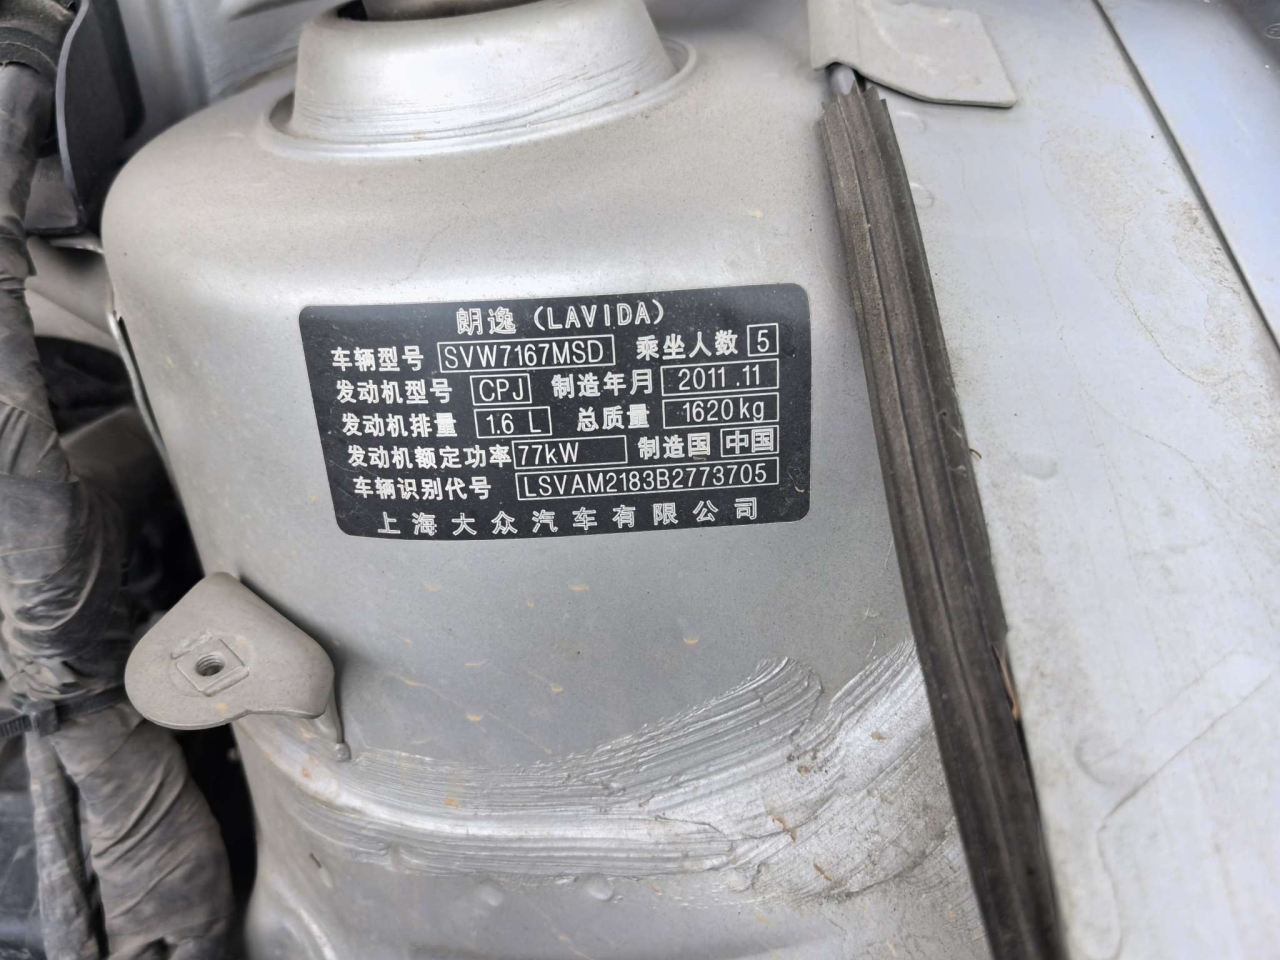 朗逸（LAVIDA）
车辆型号 SVW7167MSD 乘坐人数 5
发动机型号 CPJ 制造年月 2011.11
发动机排量 1.6 L 总质量 1620kg
发动机额定功率 77kW 制造国 中国
车辆识别代号 LSVAM2183B2773705
上海大众汽车有限公司